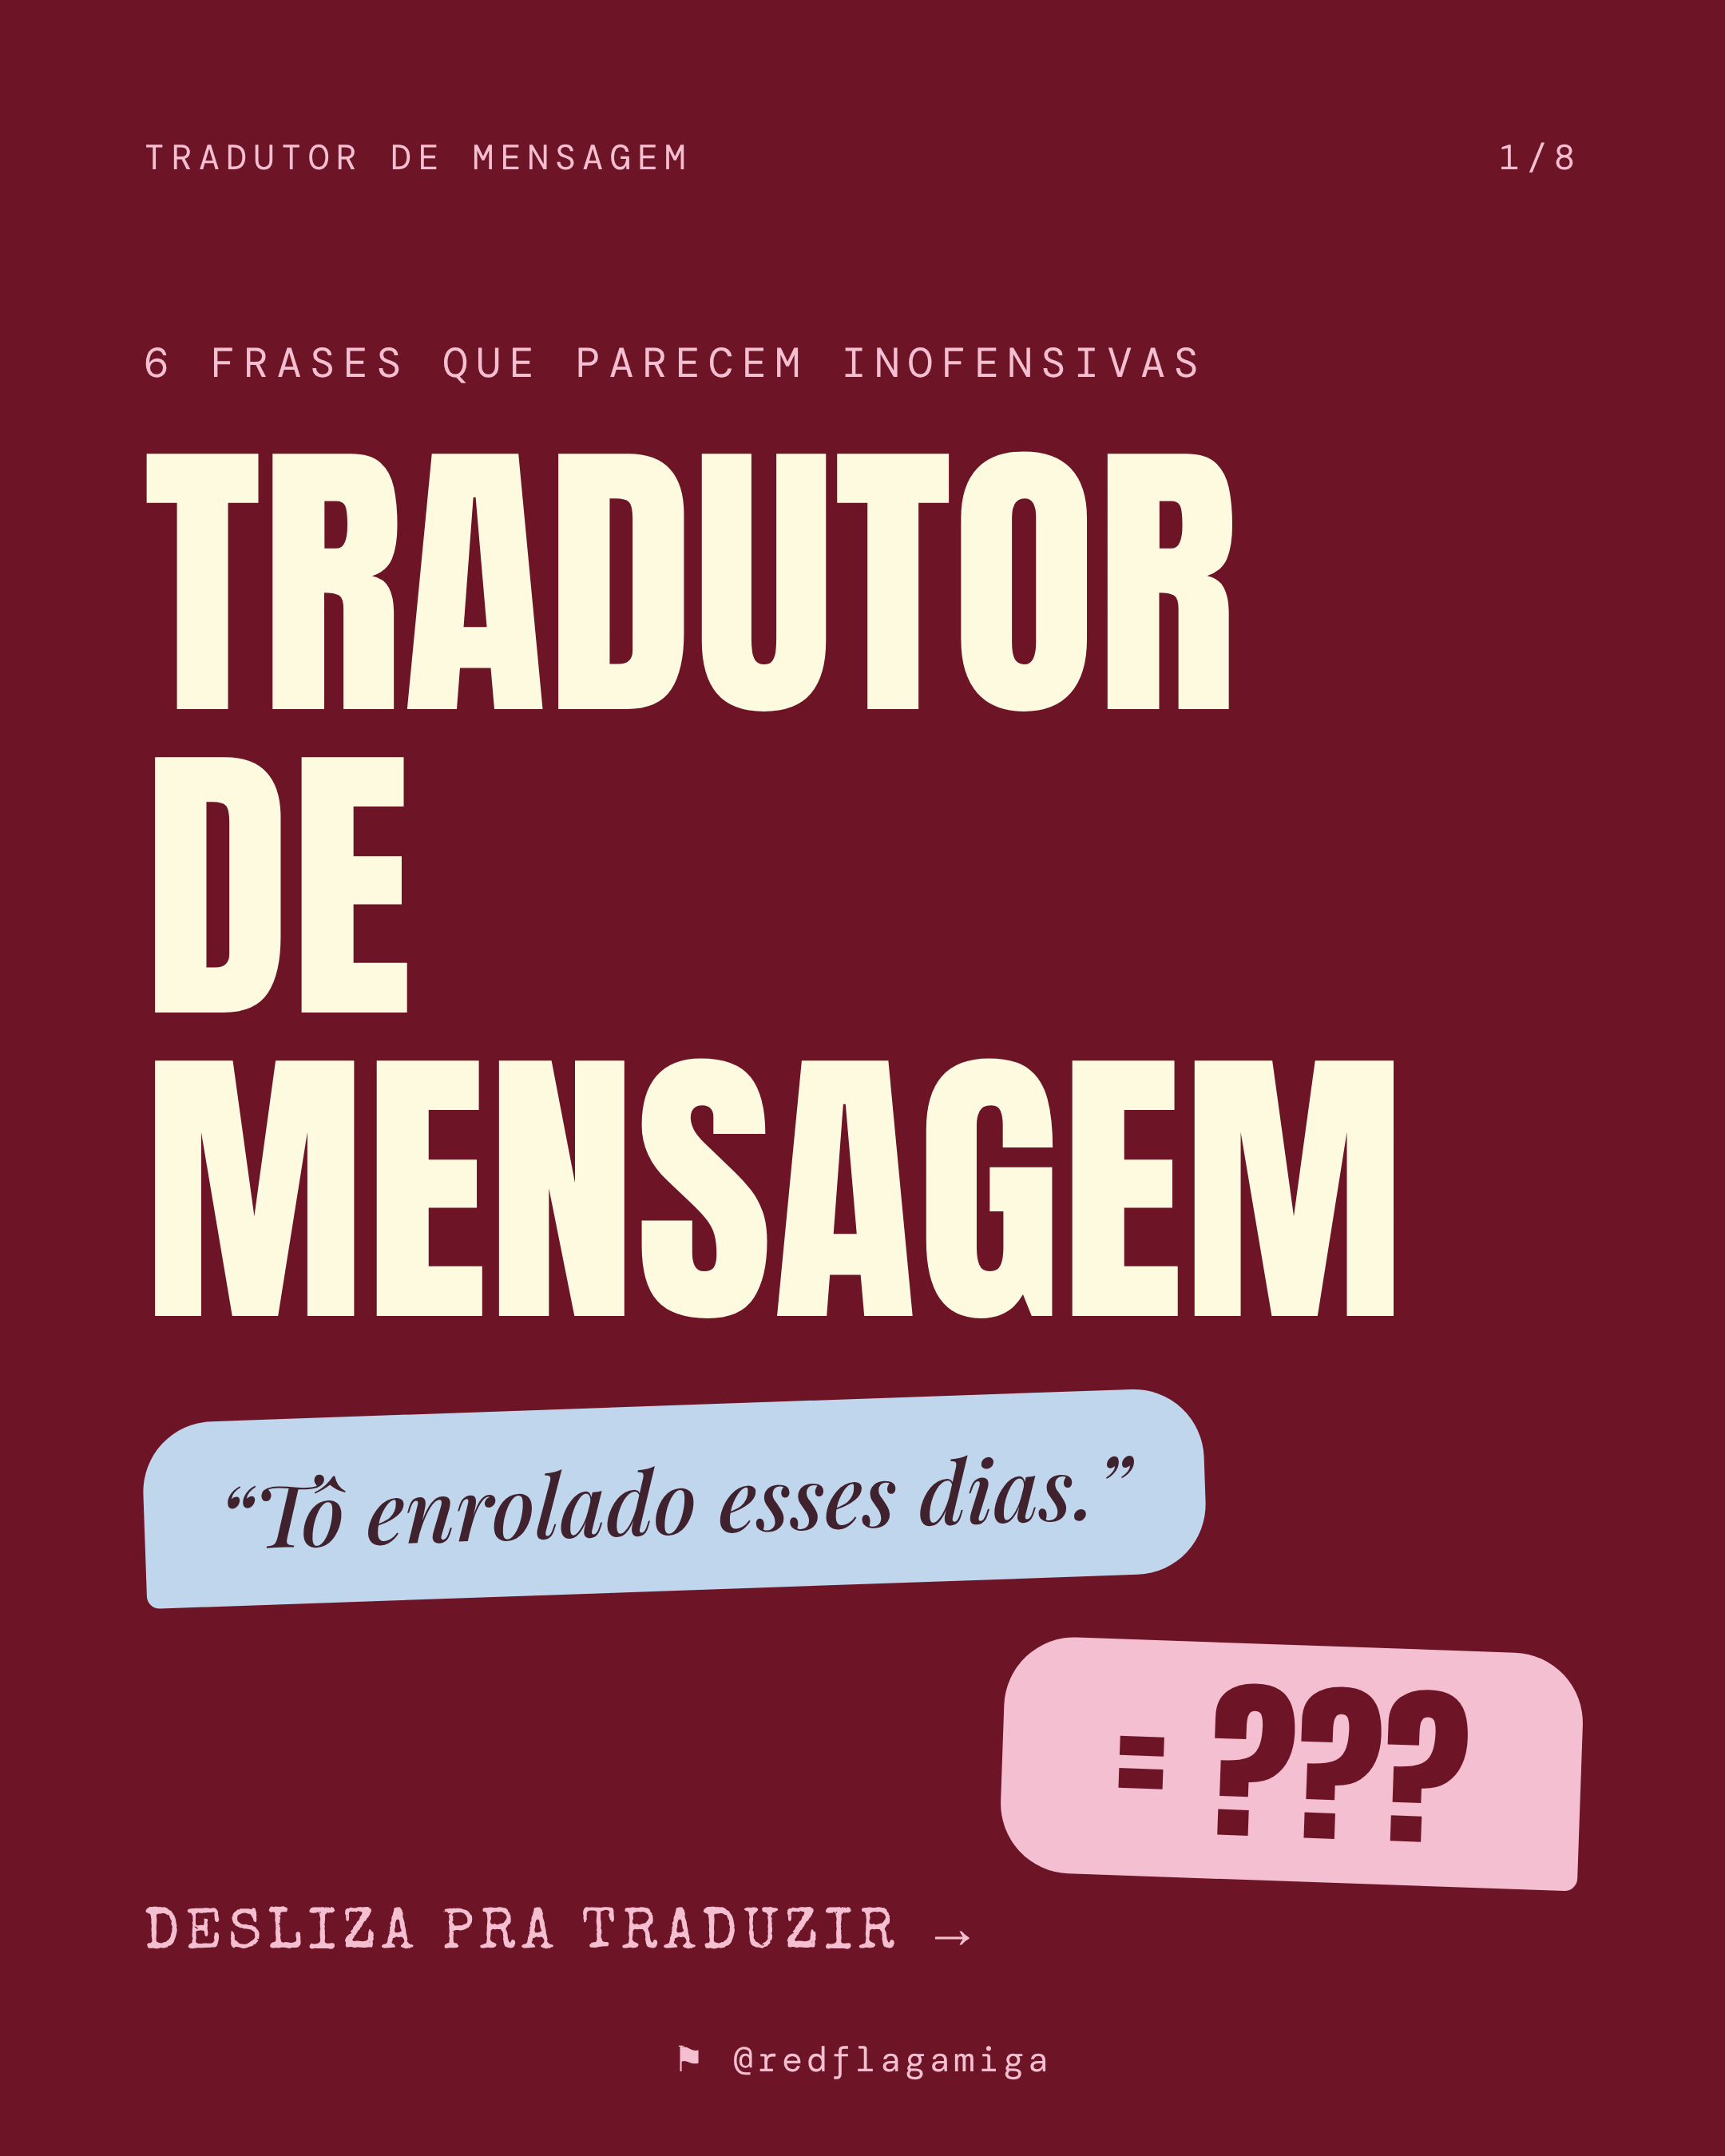 TRADUTOR DE MENSAGEM 1/8
6 FRASES QUE PARECEM INOFENSIVAS
TRADUTOR
DE
MENSAGEM
“Tô enrolado esses dias.”
= ???
DESLIZA PRA TRADUZIR →
⚑ @redflagamiga